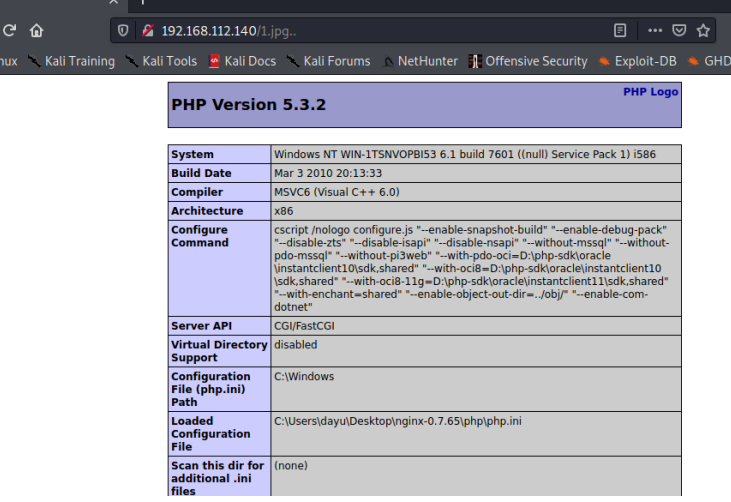 192.168.112.140/1.jpg..
nux Kali Training Kali Tools Kali Docs Kali Forums NetHunter Offensive Security Exploit-DB GHD
PHP Logo
PHP Version 5.3.2
System Windows NT WIN-1TSNVOPBI53 6.1 build 7601 ((null) Service Pack 1) i586
Build Date Mar 3 2010 20:13:33
Compiler MSVC6 (Visual C++ 6.0)
Architecture x86
Configure Command cscript /nologo configure.js "--enable-snapshot-build" "--enable-debug-pack"
"--disable-zts" "--disable-isapi" "--disable-nsapi" "--without-mssql" "--without-
pdo-mssql" "--without-pi3web" "--with-pdo-oci=D:\php-sdk\oracle
\instantclient10\sdk,shared" "--with-oci8=D:\php-sdk\oracle\instantclient10
\sdk,shared" "--with-oci8-11g=D:\php-sdk\oracle\instantclient11\sdk,shared"
"--with-enchant=shared" "--enable-object-out-dir=../obj/" "--enable-com-
dotnet"
Server API CGI/FastCGI
Virtual Directory
Support
disabled
Configuration
File (php.ini)
Path
C:\Windows
Loaded
Configuration
File
C:\Users\dayu\Desktop\nginx-0.7.65\php\php.ini
Scan this dir for
additional .ini
files
(none)